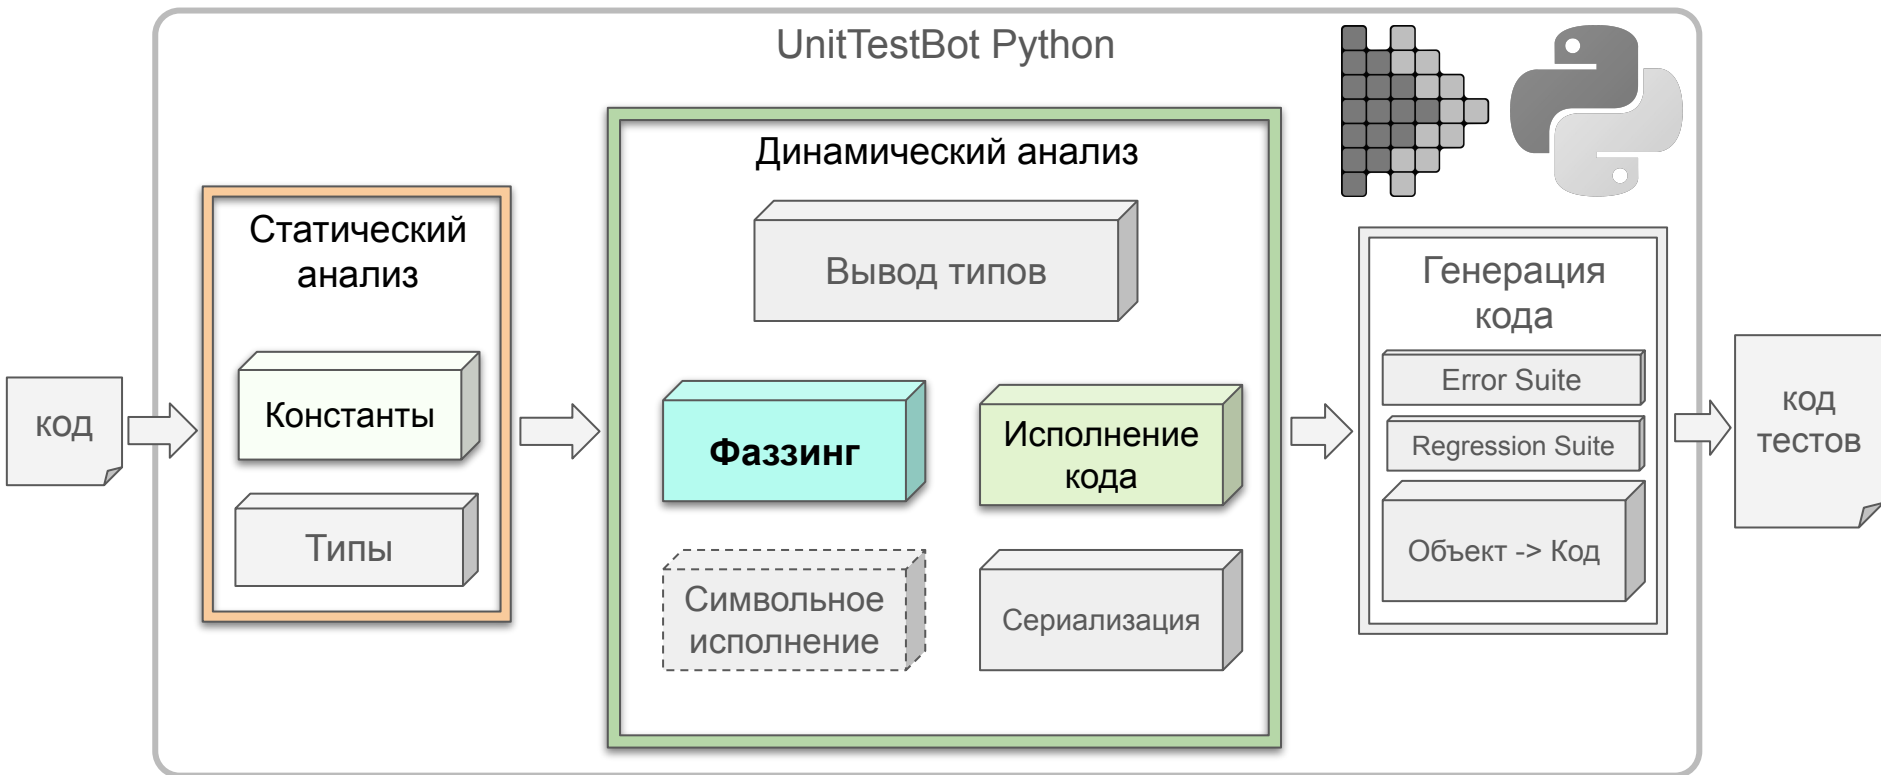 UnitTestBot Python
код
Статический
анализ
Константы
Типы
Динамический анализ
Вывод типов
Фаззинг
Исполнение
кода
Символьное
исполнение
Сериализация
Генерация
кода
Error Suite
Regression Suite
Объект -> Код
код
тестов